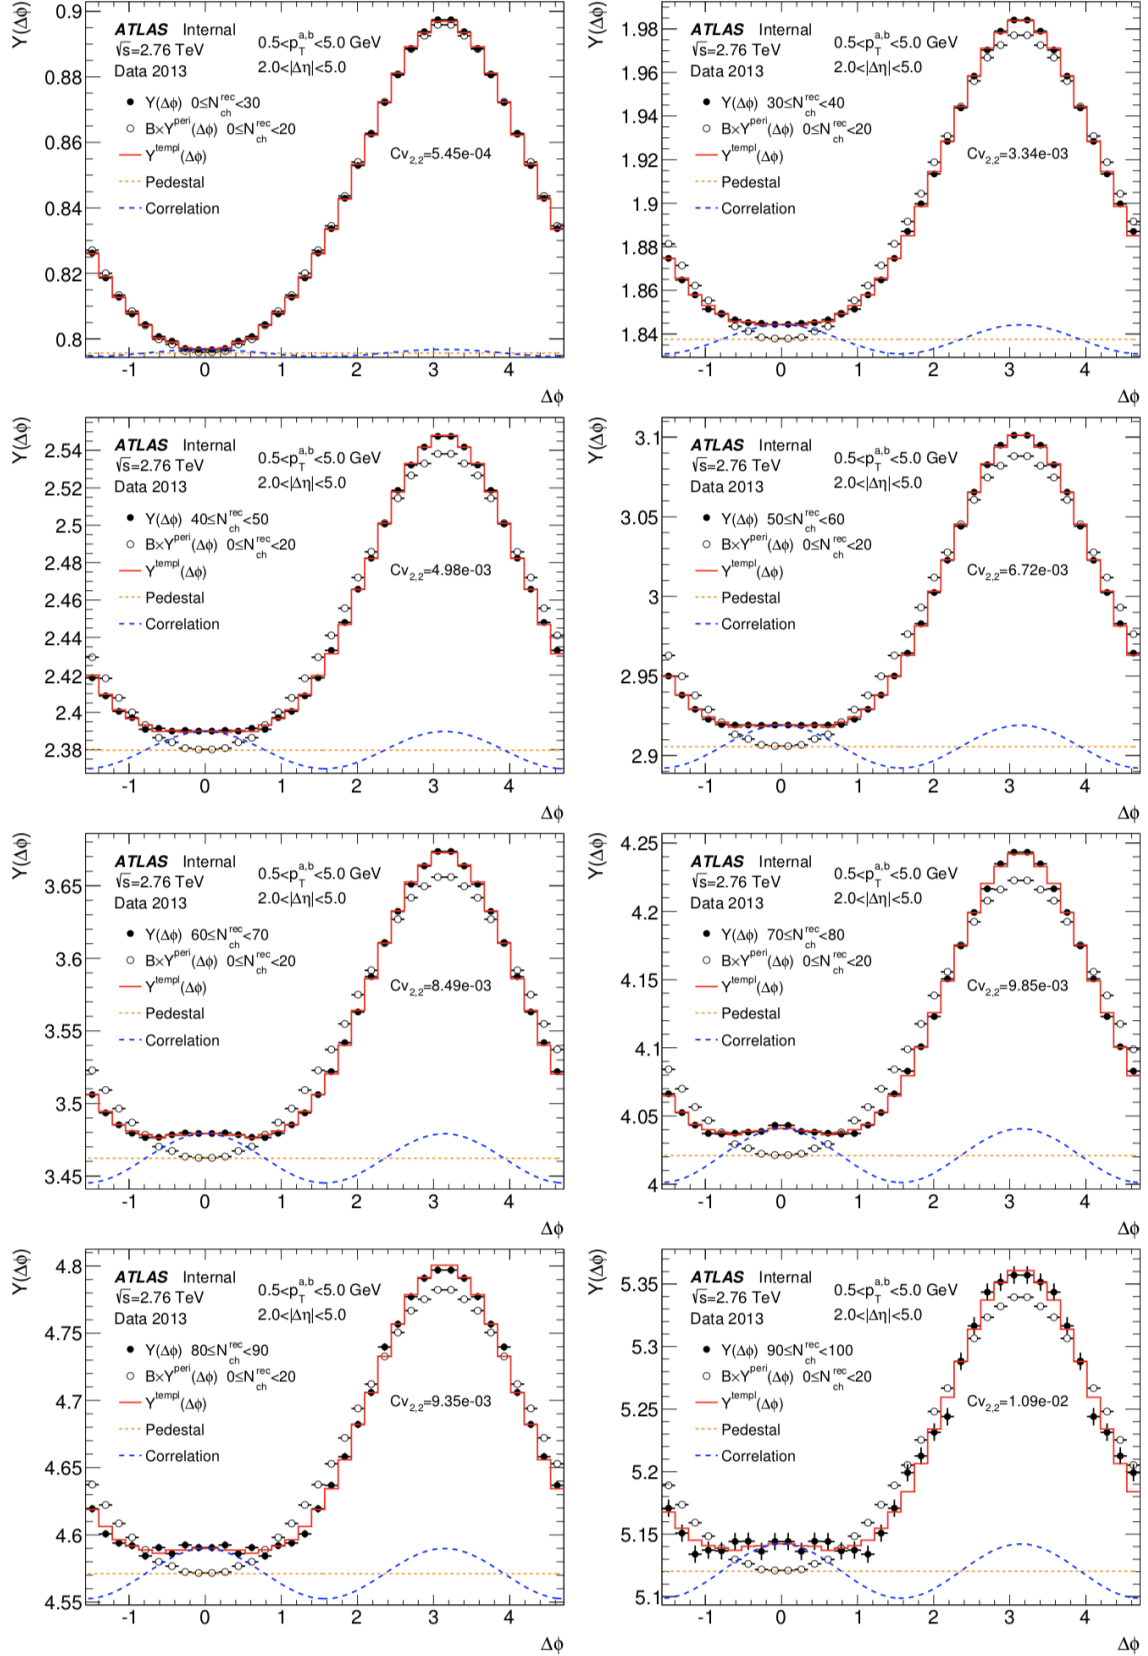 Y(Δφ)
0.9
0.88
0.86
0.84
0.82
0.8
ATLAS Internal
√s=2.76 TeV
Data 2013
0.5<p_T^{a,b}<5.0 GeV
2.0<|Δη|<5.0
Y(Δφ) 0≤N_ch^rec<30
B×Y^peri(Δφ) 0≤N_ch^rec<20
Y^templ(Δφ)
Pedestal
Correlation
Cv_{2,2}=5.45e-04
-1 0 1 2 3 4
Δφ
Y(Δφ)
1.98
1.96
1.94
1.92
1.9
1.88
1.86
1.84
ATLAS Internal
√s=2.76 TeV
Data 2013
0.5<p_T^{a,b}<5.0 GeV
2.0<|Δη|<5.0
Y(Δφ) 30≤N_ch^rec<40
B×Y^peri(Δφ) 0≤N_ch^rec<20
Y^templ(Δφ)
Pedestal
Correlation
Cv_{2,2}=3.34e-03
-1 0 1 2 3 4
Δφ
Y(Δφ)
2.54
2.52
2.5
2.48
2.46
2.44
2.42
2.4
2.38
ATLAS Internal
√s=2.76 TeV
Data 2013
0.5<p_T^{a,b}<5.0 GeV
2.0<|Δη|<5.0
Y(Δφ) 40≤N_ch^rec<50
B×Y^peri(Δφ) 0≤N_ch^rec<20
Y^templ(Δφ)
Pedestal
Correlation
Cv_{2,2}=4.98e-03
-1 0 1 2 3 4
Δφ
Y(Δφ)
3.1
3.05
3
2.95
2.9
ATLAS Internal
√s=2.76 TeV
Data 2013
0.5<p_T^{a,b}<5.0 GeV
2.0<|Δη|<5.0
Y(Δφ) 50≤N_ch^rec<60
B×Y^peri(Δφ) 0≤N_ch^rec<20
Y^templ(Δφ)
Pedestal
Correlation
Cv_{2,2}=6.72e-03
-1 0 1 2 3 4
Δφ
Y(Δφ)
3.65
3.6
3.55
3.5
3.45
ATLAS Internal
√s=2.76 TeV
Data 2013
0.5<p_T^{a,b}<5.0 GeV
2.0<|Δη|<5.0
Y(Δφ) 60≤N_ch^rec<70
B×Y^peri(Δφ) 0≤N_ch^rec<20
Y^templ(Δφ)
Pedestal
Correlation
Cv_{2,2}=8.49e-03
-1 0 1 2 3 4
Δφ
Y(Δφ)
4.25
4.2
4.15
4.1
4.05
4
ATLAS Internal
√s=2.76 TeV
Data 2013
0.5<p_T^{a,b}<5.0 GeV
2.0<|Δη|<5.0
Y(Δφ) 70≤N_ch^rec<80
B×Y^peri(Δφ) 0≤N_ch^rec<20
Y^templ(Δφ)
Pedestal
Correlation
Cv_{2,2}=9.85e-03
-1 0 1 2 3 4
Δφ
Y(Δφ)
4.8
4.75
4.7
4.65
4.6
4.55
ATLAS Internal
√s=2.76 TeV
Data 2013
0.5<p_T^{a,b}<5.0 GeV
2.0<|Δη|<5.0
Y(Δφ) 80≤N_ch^rec<90
B×Y^peri(Δφ) 0≤N_ch^rec<20
Y^templ(Δφ)
Pedestal
Correlation
Cv_{2,2}=9.35e-03
-1 0 1 2 3 4
Δφ
Y(Δφ)
5.35
5.3
5.25
5.2
5.15
5.1
ATLAS Internal
√s=2.76 TeV
Data 2013
0.5<p_T^{a,b}<5.0 GeV
2.0<|Δη|<5.0
Y(Δφ) 90≤N_ch^rec<100
B×Y^peri(Δφ) 0≤N_ch^rec<20
Y^templ(Δφ)
Pedestal
Correlation
Cv_{2,2}=1.09e-02
-1 0 1 2 3 4
Δφ